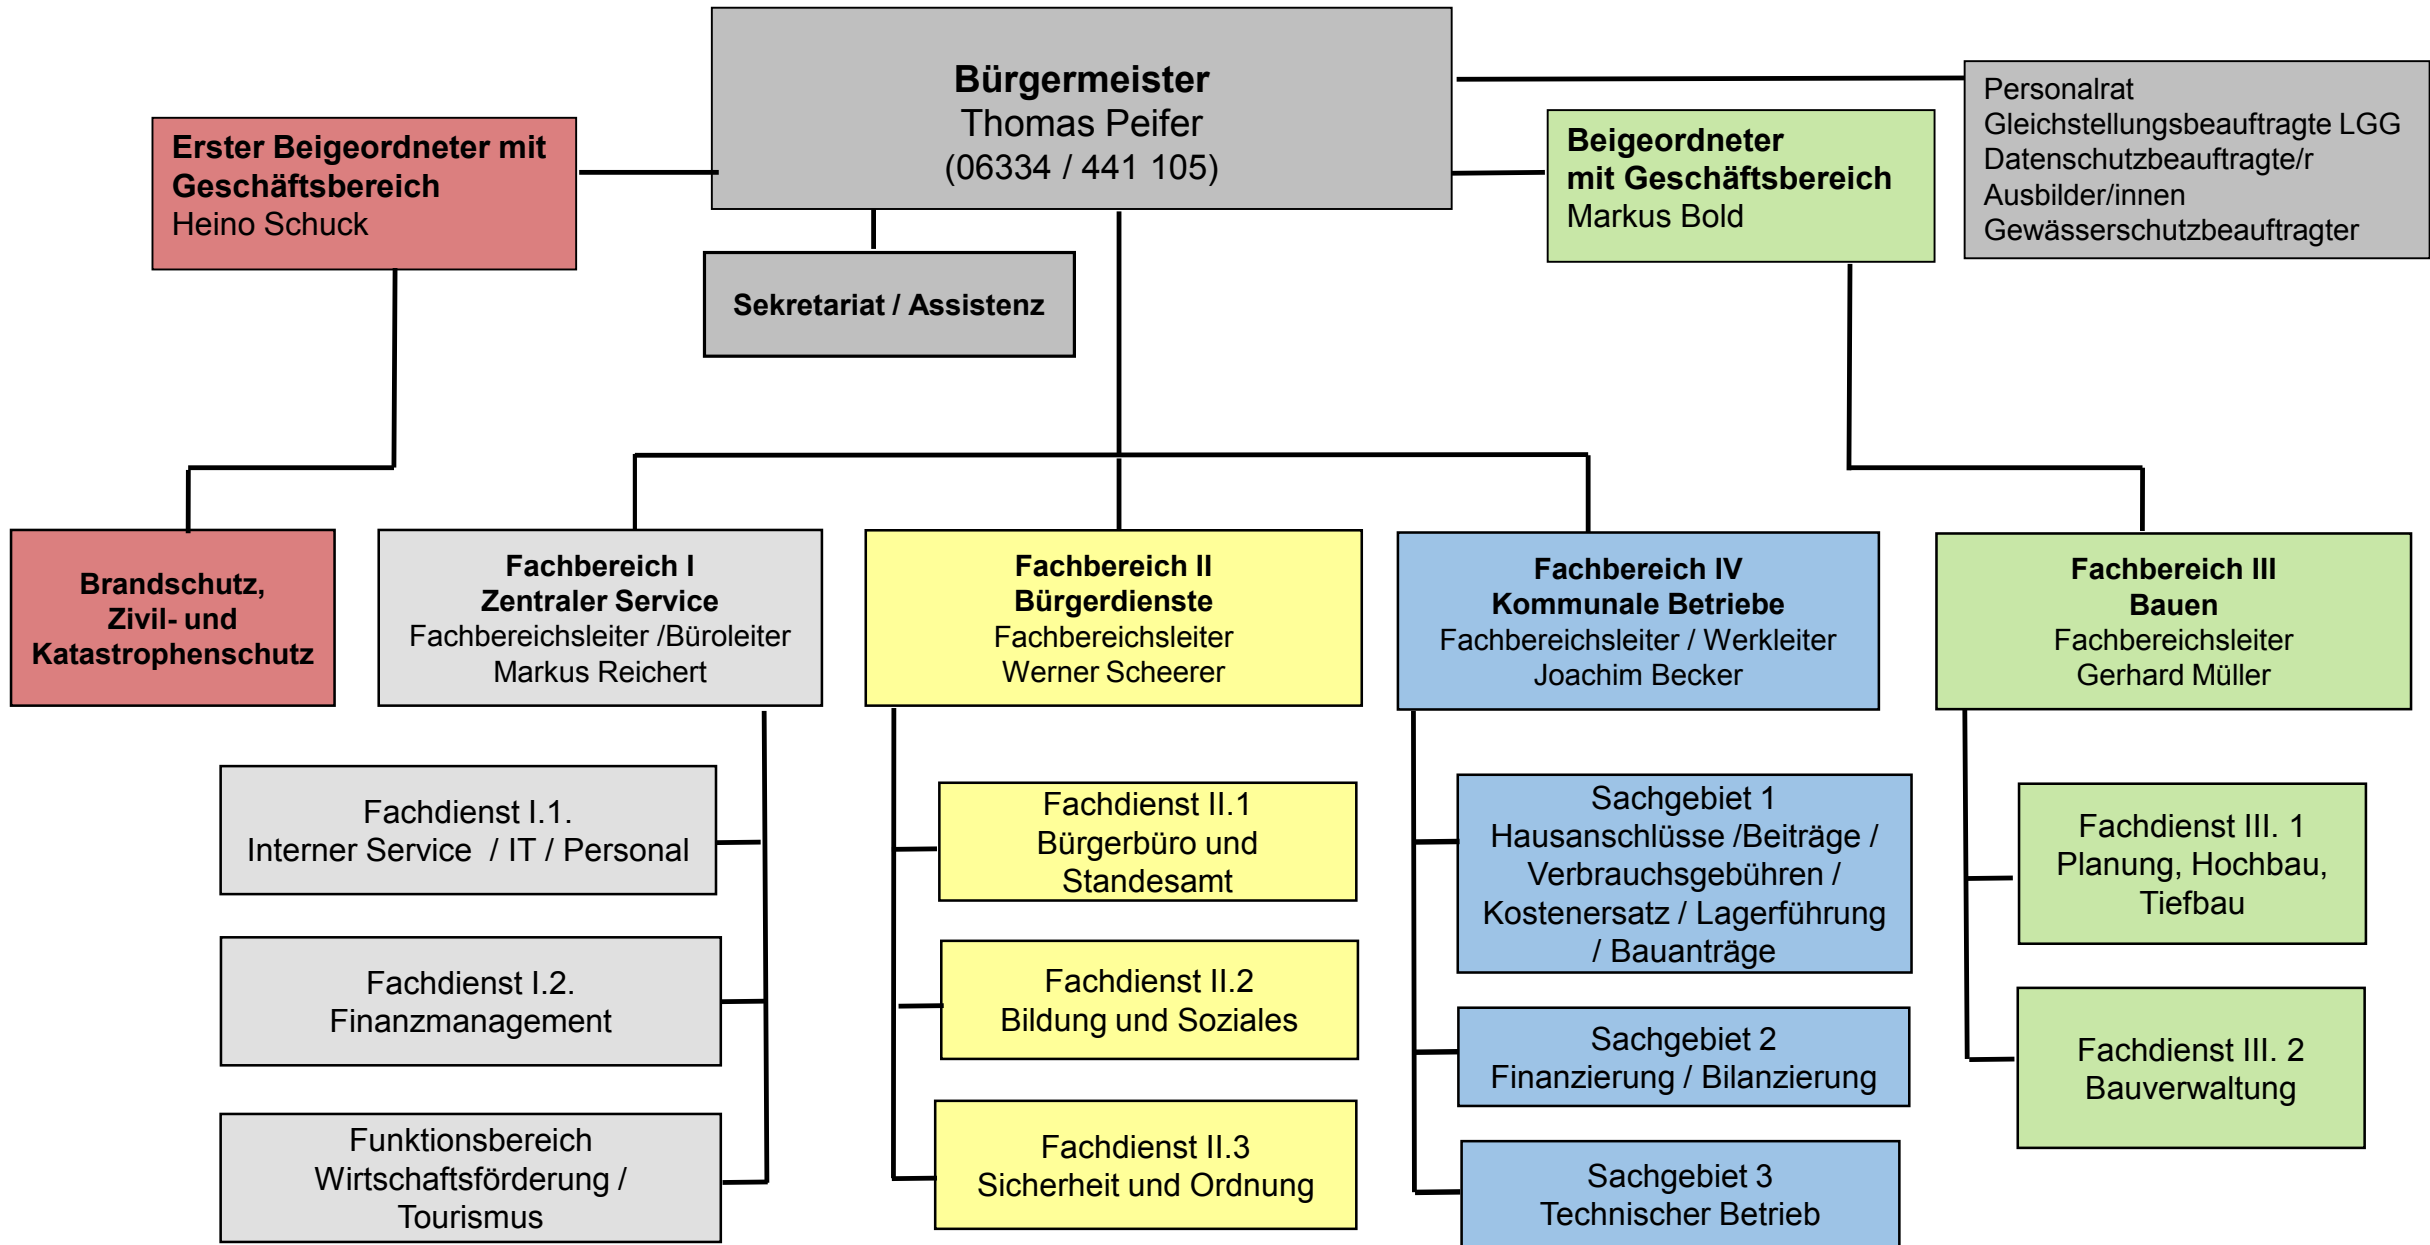 Bürgermeister
Thomas Peifer
(06334 / 441 105)
Erster Beigeordneter mit
Geschäftsbereich
Heino Schuck
Beigeordneter
mit Geschäftsbereich
Markus Bold
Personalrat
Gleichstellungsbeauftragte LGG
Datenschutzbeauftragte/r
Ausbilder/innen
Gewässerschutzbeauftragter
Sekretariat / Assistenz
Brandschutz,
Zivil- und
Katastrophenschutz
Fachbereich I
Zentraler Service
Fachbereichsleiter /Büroleiter
Markus Reichert
Fachbereich II
Bürgerdienste
Fachbereichsleiter
Werner Scheerer
Fachbereich IV
Kommunale Betriebe
Fachbereichsleiter / Werkleiter
Joachim Becker
Fachbereich III
Bauen
Fachbereichsleiter
Gerhard Müller
Fachdienst I.1.
Interner Service  / IT / Personal
Fachdienst I.2.
Finanzmanagement
Funktionsbereich
Wirtschaftsförderung /
Tourismus
Fachdienst II.1
Bürgerbüro und
Standesamt
Fachdienst II.2
Bildung und Soziales
Fachdienst II.3
Sicherheit und Ordnung
Sachgebiet 1
Hausanschlüsse /Beiträge /
Verbrauchsgebühren /
Kostenersatz / Lagerführung
/ Bauanträge
Sachgebiet 2
Finanzierung / Bilanzierung
Sachgebiet 3
Technischer Betrieb
Fachdienst III. 1
Planung, Hochbau,
Tiefbau
Fachdienst III. 2
Bauverwaltung